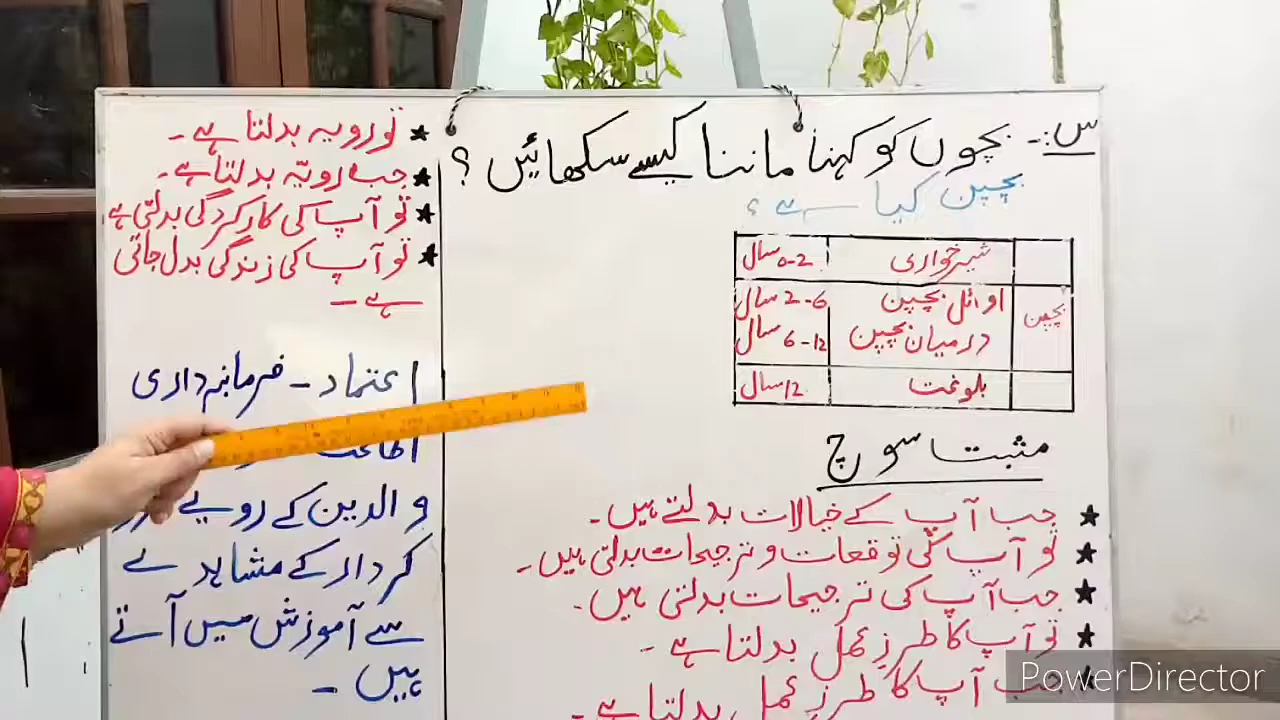 س:- بچوں کو کہنا ماننا کیسے سکھائیں ؟
بچپن کیا ہے ؟
شیرخواری 0-2 سال
بچپن
اوائل بچپن 2-6 سال
درمیان بچپن 6-12 سال
بلوغت 12 سال
مثبت سوچ
★ جب آپ کے خیالات بدلتے ہیں۔
★ تو آپ کی توقعات و ترجیحات بدلتی ہیں۔
★ جب آپ کی ترجیحات بدلتی ہیں۔
★ تو آپ کا طرزِ عمل بدلتا ہے۔
★ جب آپ کا طرزِ عمل بدلتا ہے۔
★ تو رویہ بدلتا ہے۔
★ جب رویّہ بدلتا ہے۔
★ تو آپ کی کارکردگی بدلتی ہے
★ تو آپ کی زندگی بدل جاتی
ہے۔
اعتماد - فرمانبرداری
والدین کے رویے
کردار کے مشاہدے
سے آموزش میں آتے
ہیں۔
PowerDirector